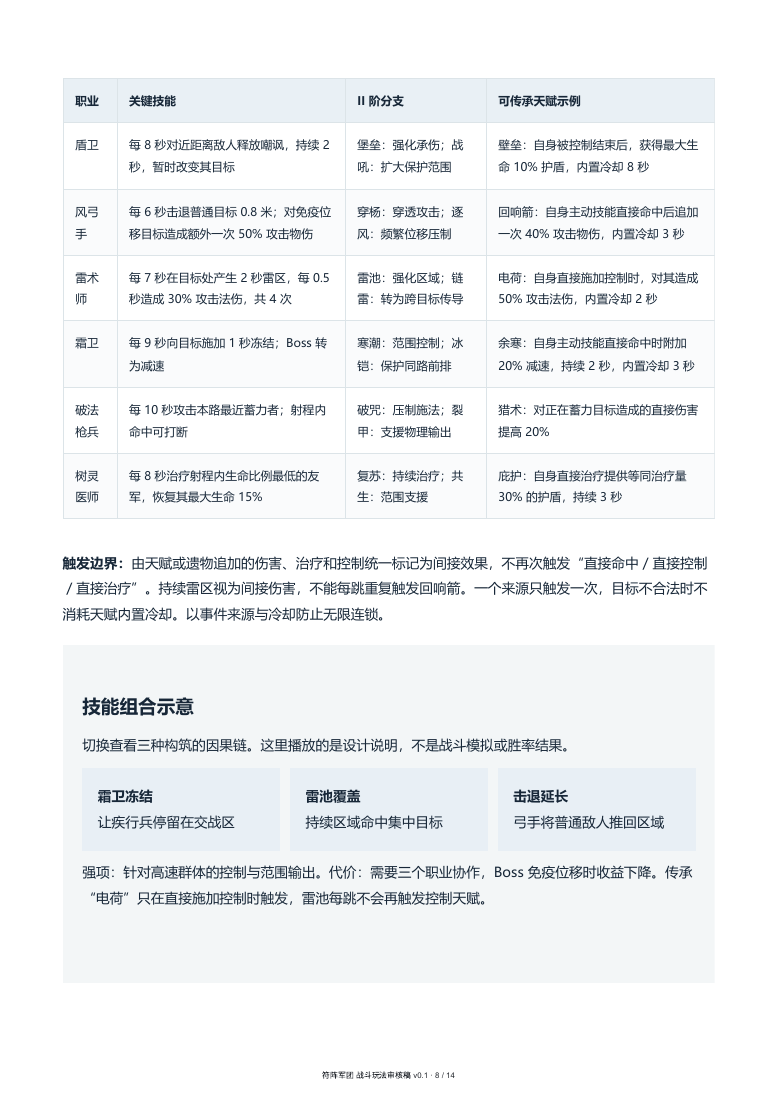 职业 关键技能 II 阶分支 可传承天赋示例
盾卫 每 8 秒对近距离敌人释放嘲讽，持续 2 堡垒：强化承伤；战 壁垒：自身被控制结束后，获得最大生
秒，暂时改变其目标 吼：扩大保护范围 命 10% 护盾，内置冷却 8 秒
风弓 每 6 秒击退普通目标 0.8 米；对免疫位 穿杨：穿透攻击；逐 回响箭：自身主动技能直接命中后追加
手 移目标造成额外一次 50% 攻击物伤 风：频繁位移压制 一次 40% 攻击物伤，内置冷却 3 秒
雷术 每 7 秒在目标处产生 2 秒雷区，每 0.5 雷池：强化区域；链 电荷：自身直接施加控制时，对其造成
师 秒造成 30% 攻击法伤，共 4 次 雷：转为跨目标传导 50% 攻击法伤，内置冷却 2 秒
霜卫 每 9 秒向目标施加 1 秒冻结；Boss 转 寒潮：范围控制；冰 余寒：自身主动技能直接命中时附加
为减速 铠：保护同路前排 20% 减速，持续 2 秒，内置冷却 3 秒
破法 每 10 秒攻击本路最近蓄力者；射程内 破咒：压制施法；裂 猎术：对正在蓄力目标造成的直接伤害
枪兵 命中可打断 甲：支援物理输出 提高 20%
树灵 每 8 秒治疗射程内生命比例最低的友 复苏：持续治疗；共 庇护：自身直接治疗提供等同治疗量
医师 军，恢复其最大生命 15% 生：范围支援 30% 的护盾，持续 3 秒
触发边界：由天赋或遗物追加的伤害、治疗和控制统一标记为间接效果，不再次触发“直接命中 / 直接控制
/ 直接治疗”。持续雷区视为间接伤害，不能每跳重复触发回响箭。一个来源只触发一次，目标不合法时不
消耗天赋内置冷却。以事件来源与冷却防止无限连锁。
技能组合示意
切换查看三种构筑的因果链。这里播放的是设计说明，不是战斗模拟或胜率结果。
霜卫冻结 雷池覆盖 击退延长
让疾行兵停留在交战区 持续区域命中集中目标 弓手将普通敌人推回区域
强项：针对高速群体的控制与范围输出。代价：需要三个职业协作，Boss 免疫位移时收益下降。传承
“电荷”只在直接施加控制时触发，雷池每跳不会再触发控制天赋。
符阵军团 战斗玩法审核稿 v0.1 · 8 / 14